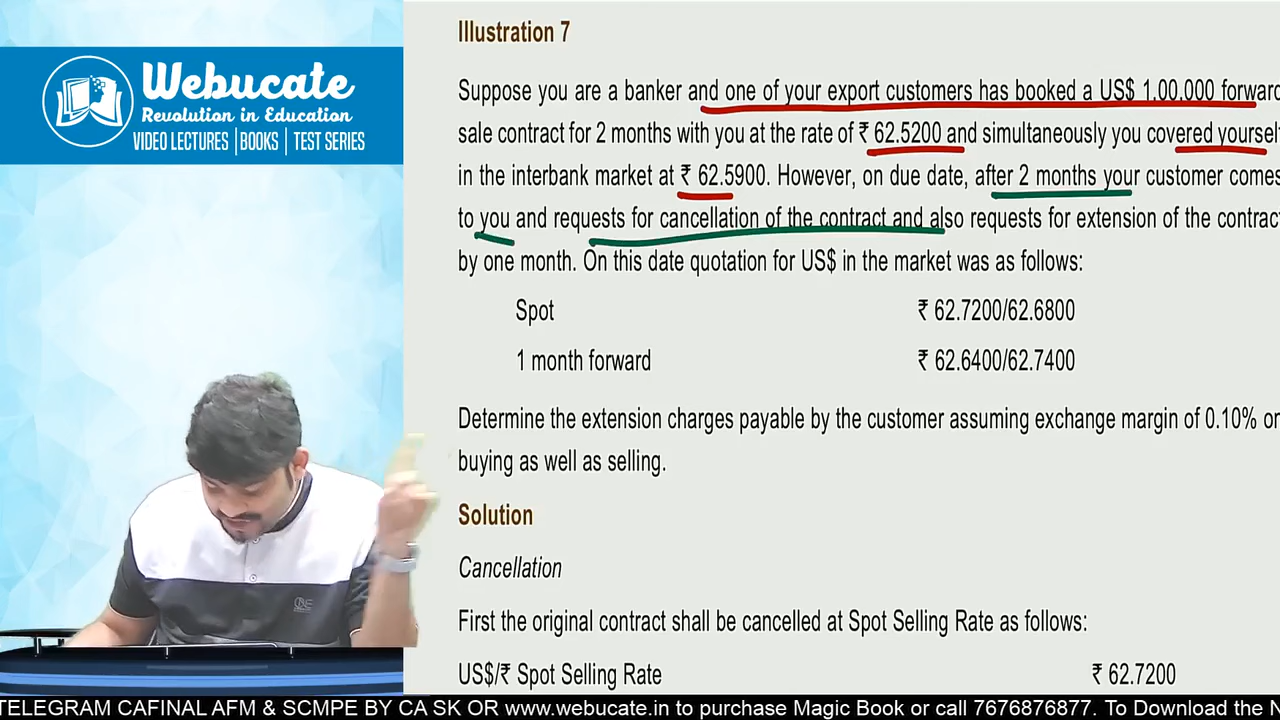 Webucate
Revolution in Education
VIDEO LECTURES | BOOKS | TEST SERIES
Illustration 7
Suppose you are a banker and one of your export customers has booked a US$ 1,00,000 forward
sale contract for 2 months with you at the rate of ₹ 62.5200 and simultaneously you covered yoursel
in the interbank market at ₹ 62.5900. However, on due date, after 2 months your customer comes
to you and requests for cancellation of the contract and also requests for extension of the contract
by one month. On this date quotation for US$ in the market was as follows:
Spot ₹ 62.7200/62.6800
1 month forward ₹ 62.6400/62.7400
Determine the extension charges payable by the customer assuming exchange margin of 0.10% on
buying as well as selling.
Solution
Cancellation
First the original contract shall be cancelled at Spot Selling Rate as follows:
US$/₹ Spot Selling Rate ₹ 62.7200
TELEGRAM CAFINAL AFM & SCMPE BY CA SK OR www.webucate.in to purchase Magic Book or call 7676876877. To Download the N